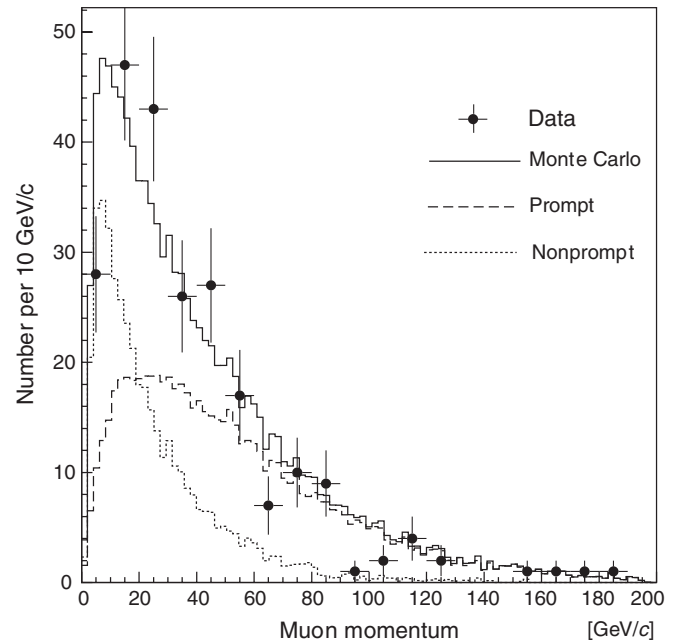 Number per 10 GeV/c
50
40
30
20
10
0
Data
Monte Carlo
Prompt
Nonprompt
0 20 40 60 80 100 120 140 160 180 200
Muon momentum [GeV/c]